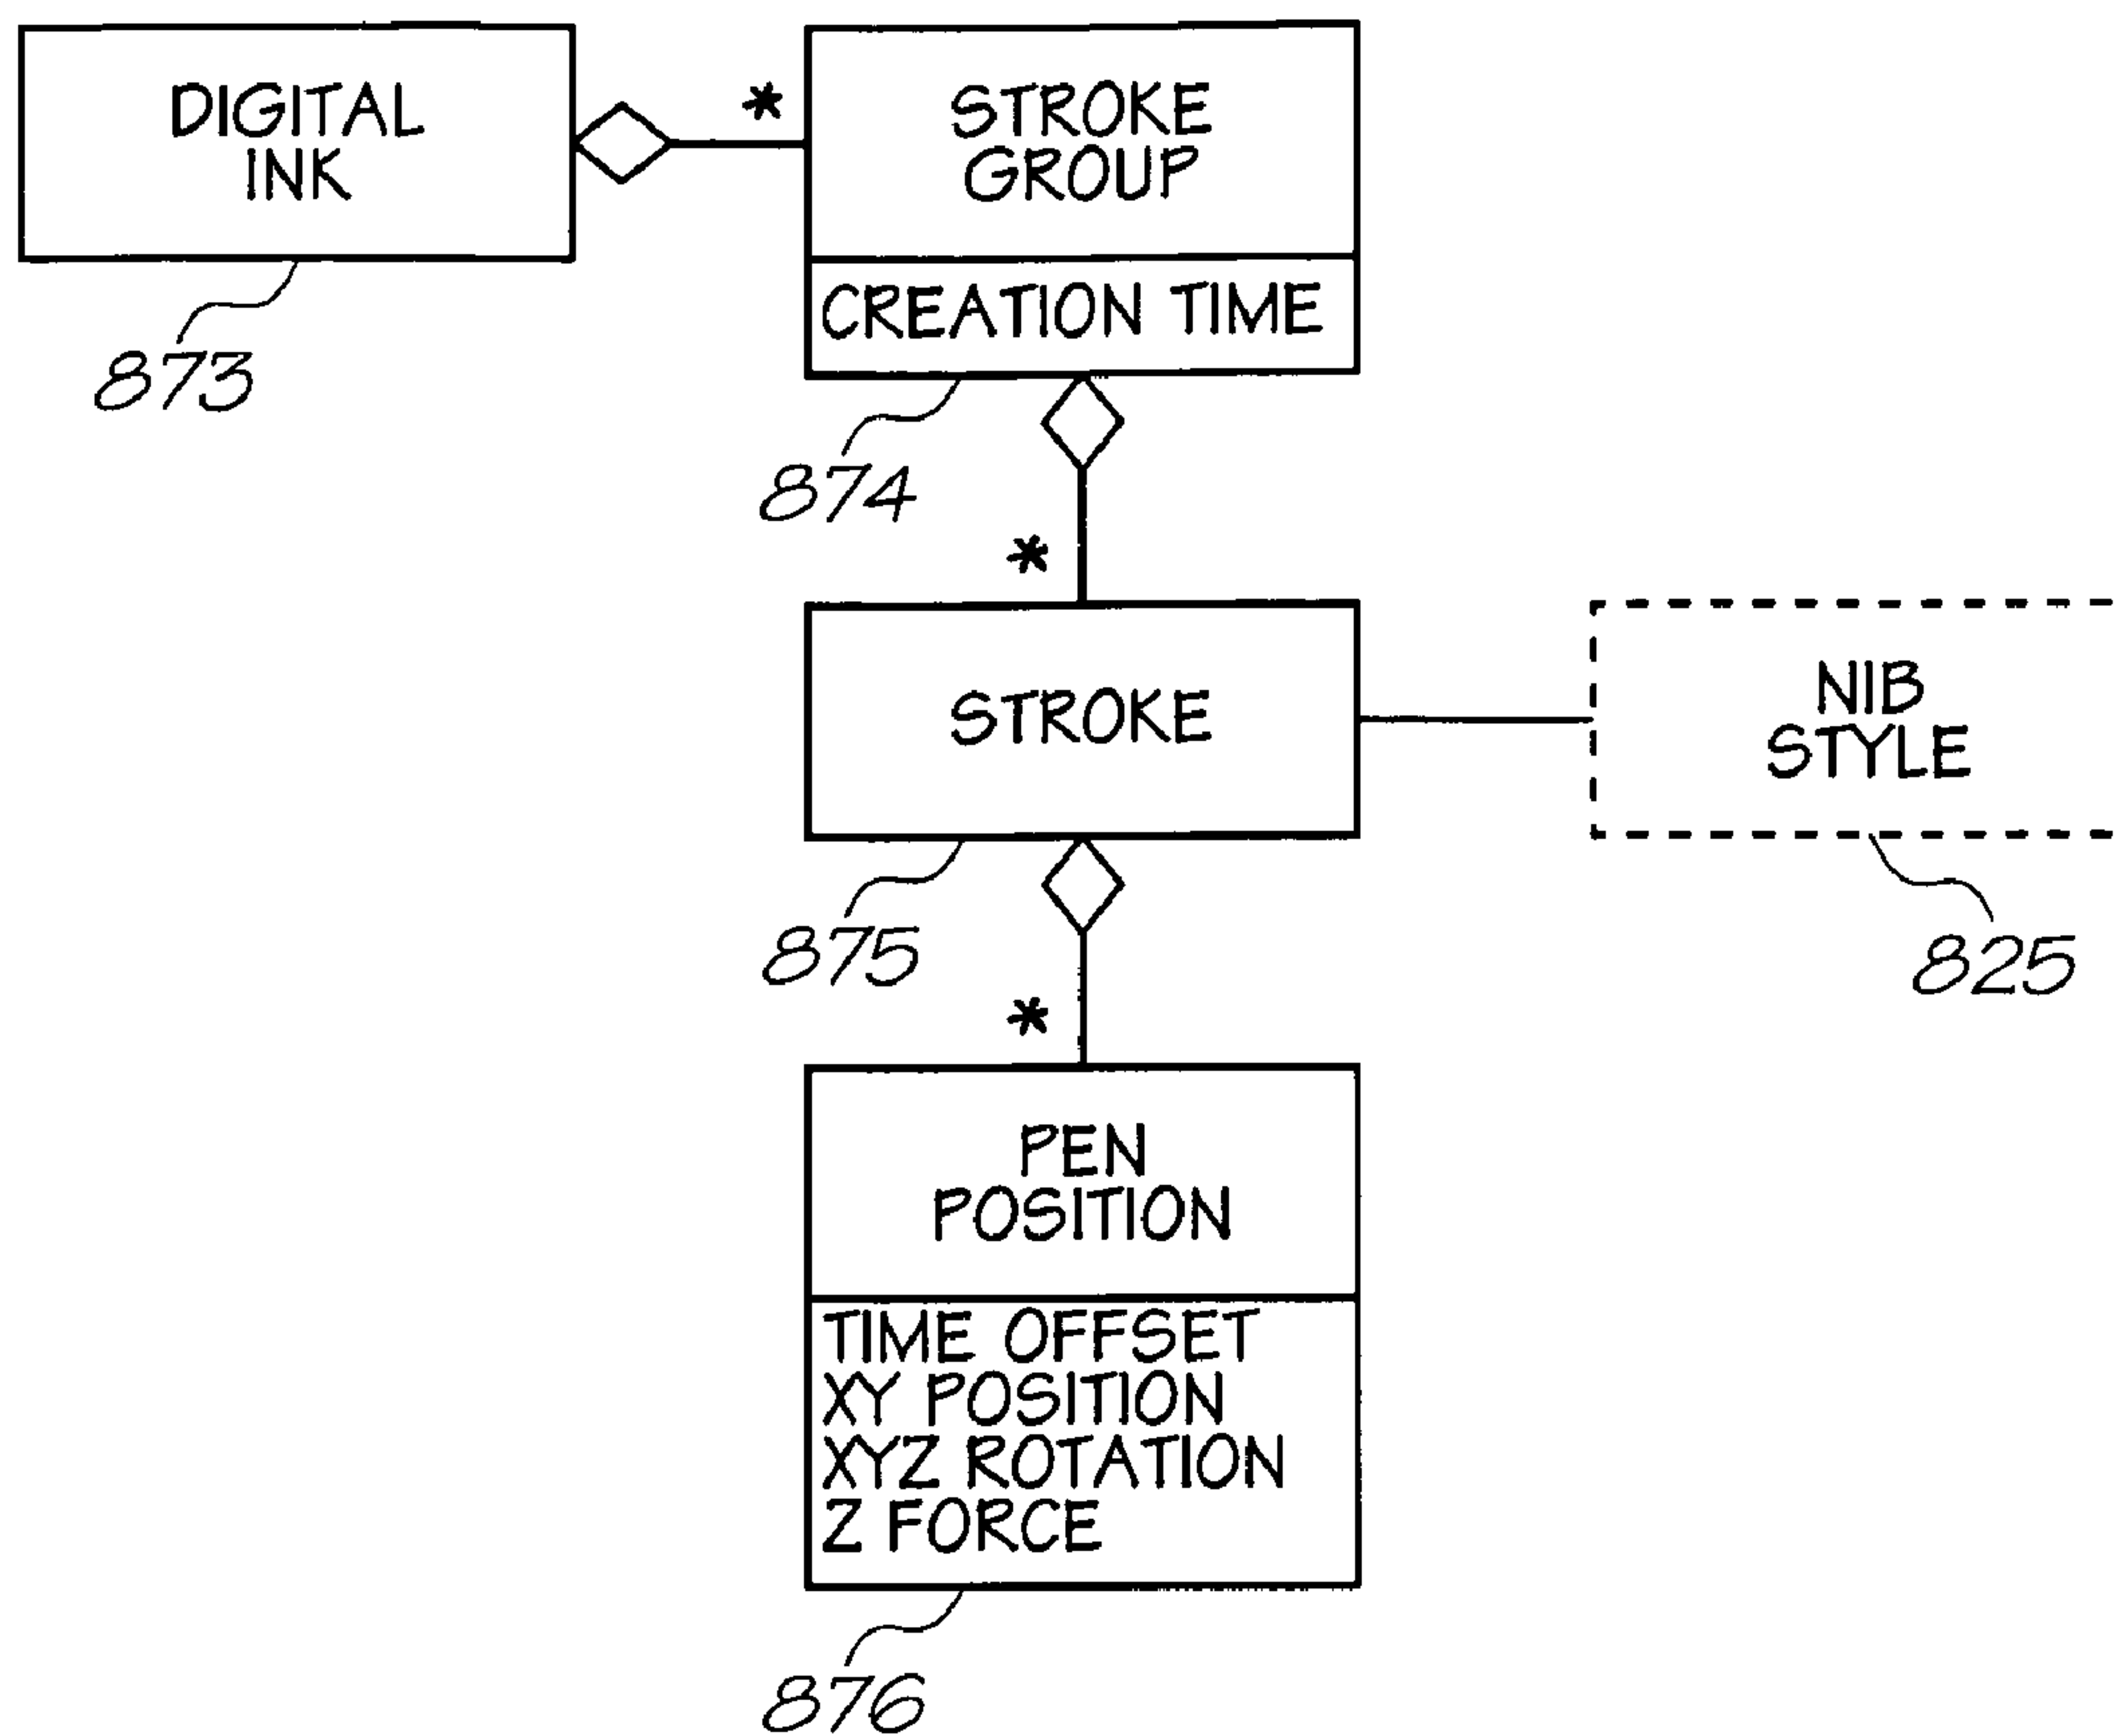 DIGITAL
INK
873
*
STROKE
GROUP
CREATION TIME
874
*
STROKE
875
NIB
STYLE
825
*
PEN
POSITION
TIME OFFSET
XY POSITION
XYZ ROTATION
Z FORCE
876